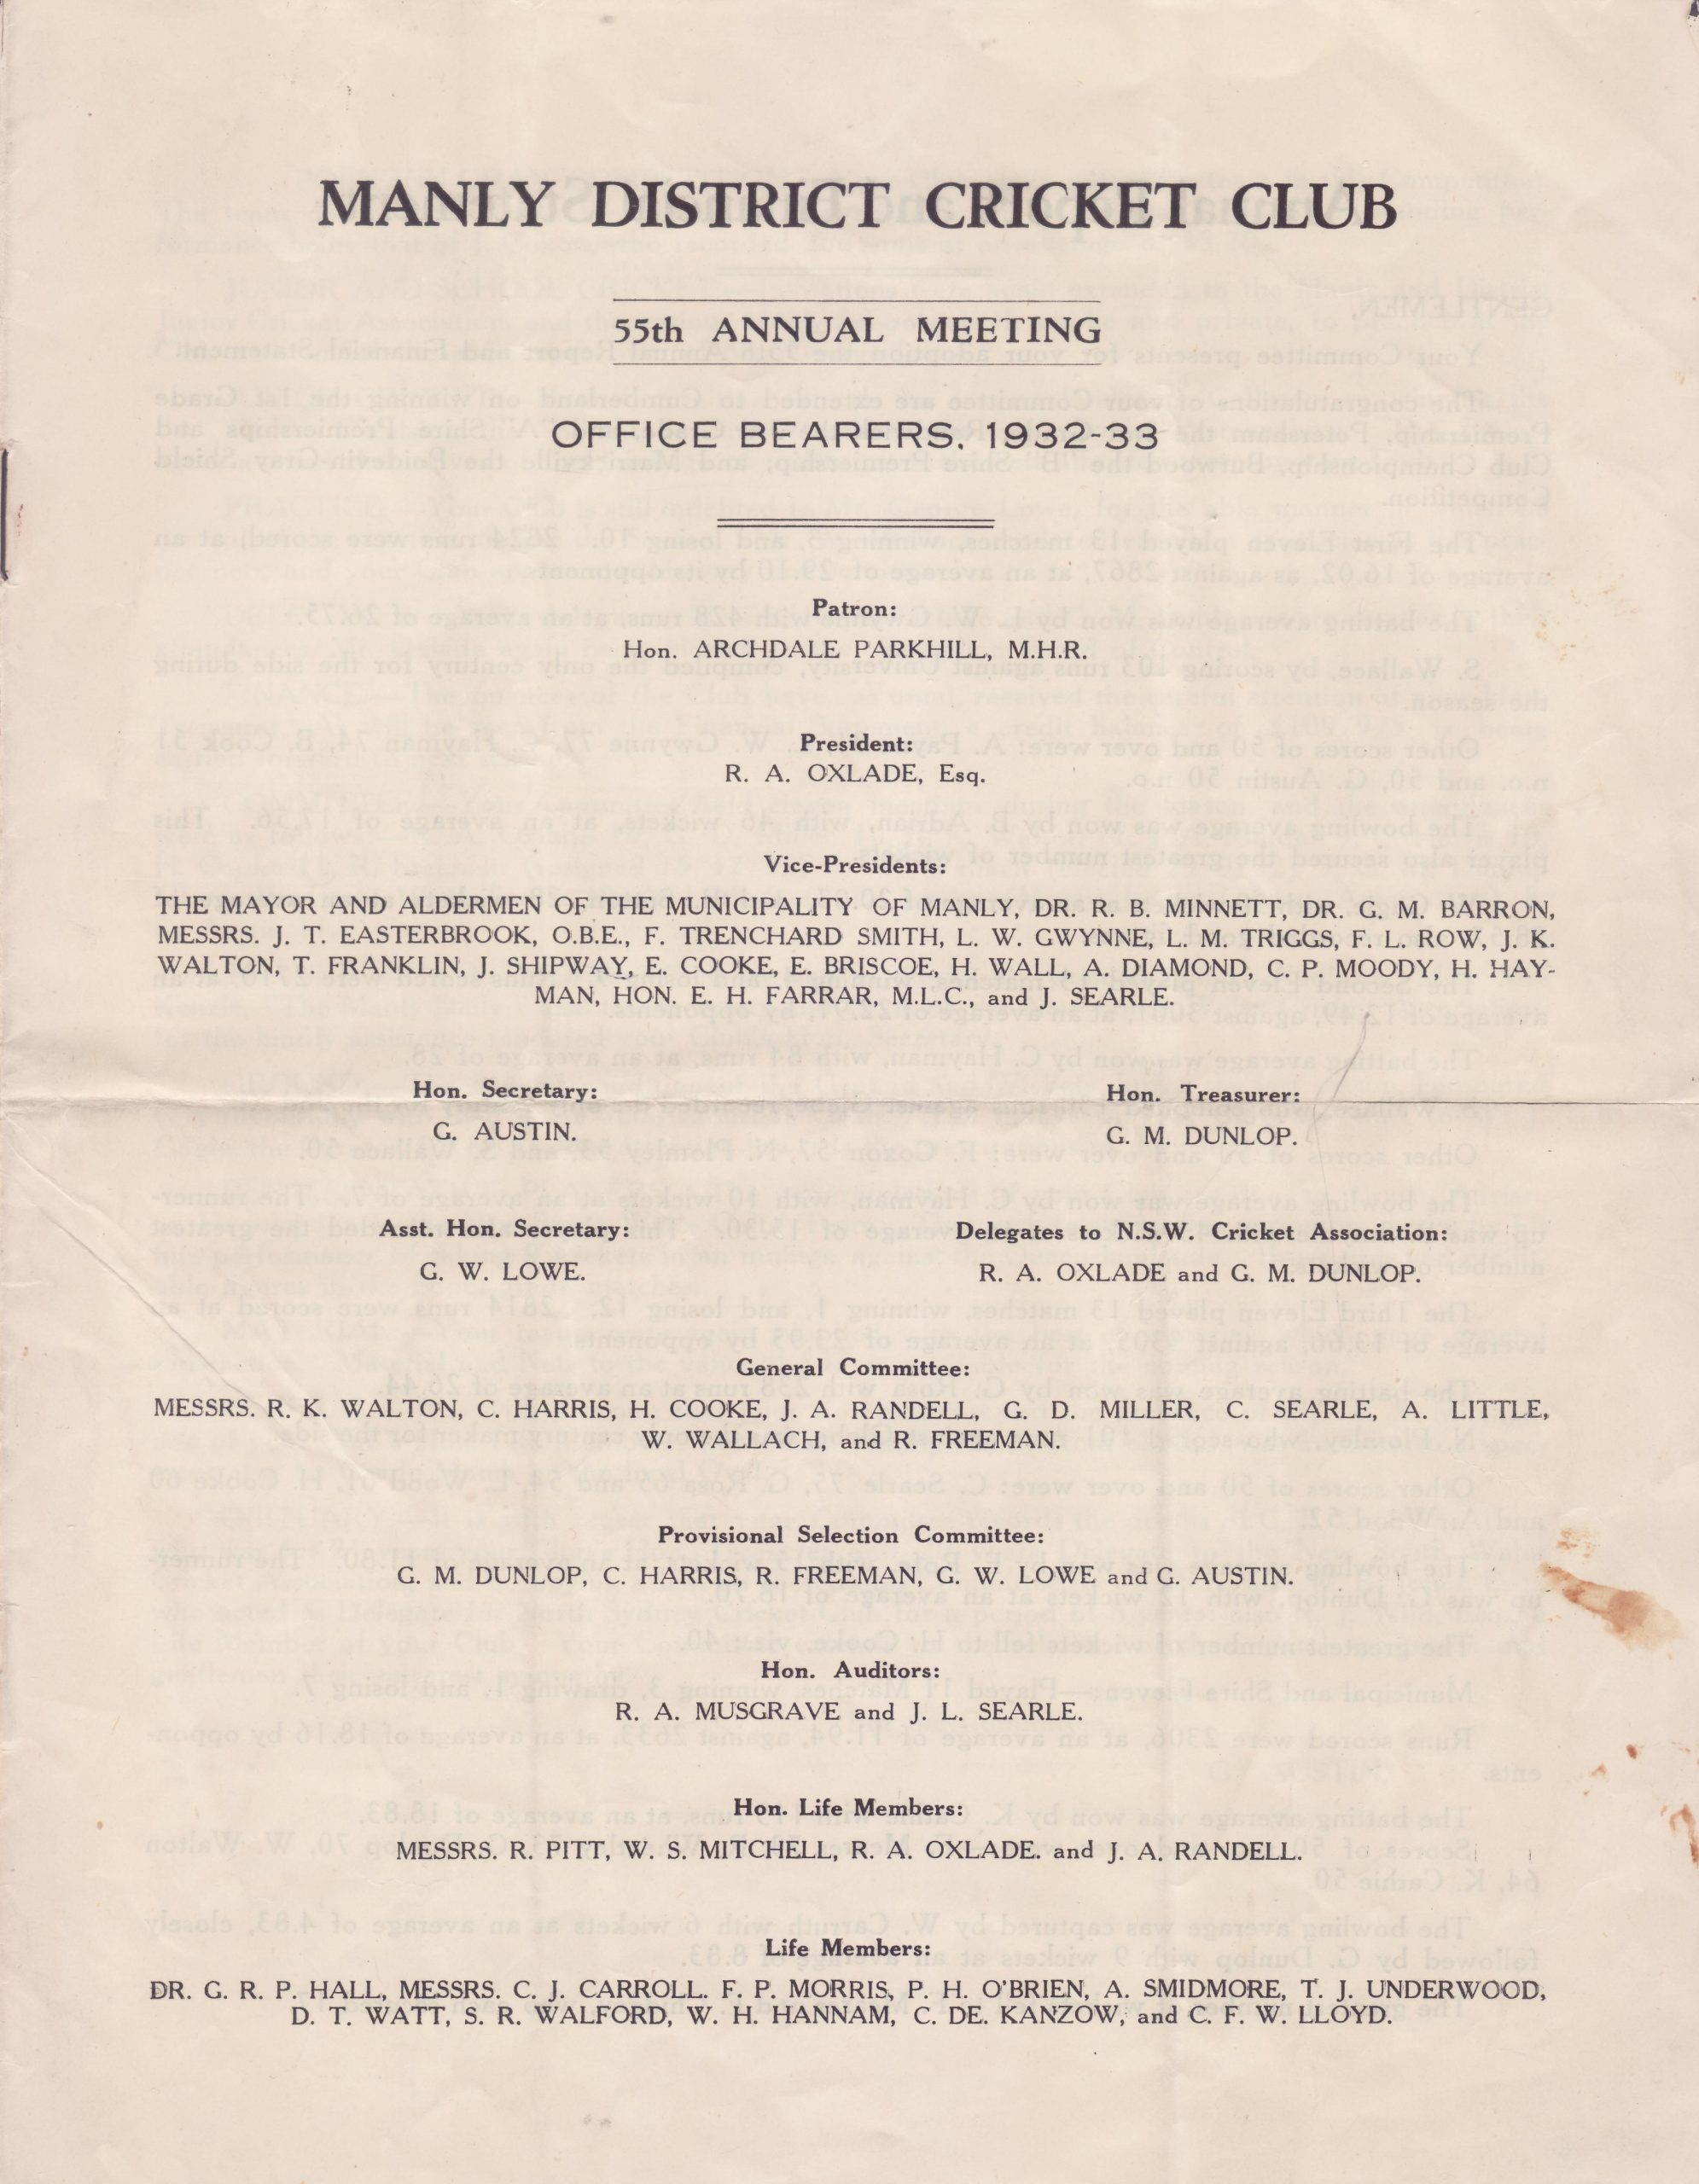 MANLY DISTRICT CRICKET CLUB
55th ANNUAL MEETING
OFFICE BEARERS, 1932-33
Patron:
Hon. ARCHDALE PARKHILL, M.H.R.
President:
R. A. OXLADE, Esq.
Vice-Presidents:
THE MAYOR AND ALDERMEN OF THE MUNICIPALITY OF MANLY, DR. R. B. MINNETT, DR. G. M. BARRON,
MESSRS. J. T. EASTERBROOK, O.B.E., F. TRENCHARD SMITH, L. W. GWYNNE, L. M. TRIGGS, F. L. ROW, J. K.
WALTON, T. FRANKLIN, J. SHIPWAY, E. COOKE, E. BRISCOE, H. WALL, A. DIAMOND, C. P. MOODY, H. HAY-
MAN, HON. E. H. FARRAR, M.L.C., and J. SEARLE.
Hon. Secretary:
G. AUSTIN.
Hon. Treasurer:
G. M. DUNLOP.
Asst. Hon. Secretary:
G. W. LOWE.
Delegates to N.S.W. Cricket Association:
R. A. OXLADE and G. M. DUNLOP.
General Committee:
MESSRS. R. K. WALTON, C. HARRIS, H. COOKE, J. A. RANDELL, G. D. MILLER, C. SEARLE, A. LITTLE,
W. WALLACH, and R. FREEMAN.
Provisional Selection Committee:
G. M. DUNLOP, C. HARRIS, R. FREEMAN, G. W. LOWE and G. AUSTIN.
Hon. Auditors:
R. A. MUSGRAVE and J. L. SEARLE.
Hon. Life Members:
MESSRS. R. PITT, W. S. MITCHELL, R. A. OXLADE. and J. A. RANDELL.
Life Members:
DR. G. R. P. HALL, MESSRS. C. J. CARROLL. F. P. MORRIS, P. H. O'BRIEN, A. SMIDMORE, T. J. UNDERWOOD,
D. T. WATT, S. R. WALFORD, W. H. HANNAM, C. DE. KANZOW, and C. F. W. LLOYD.